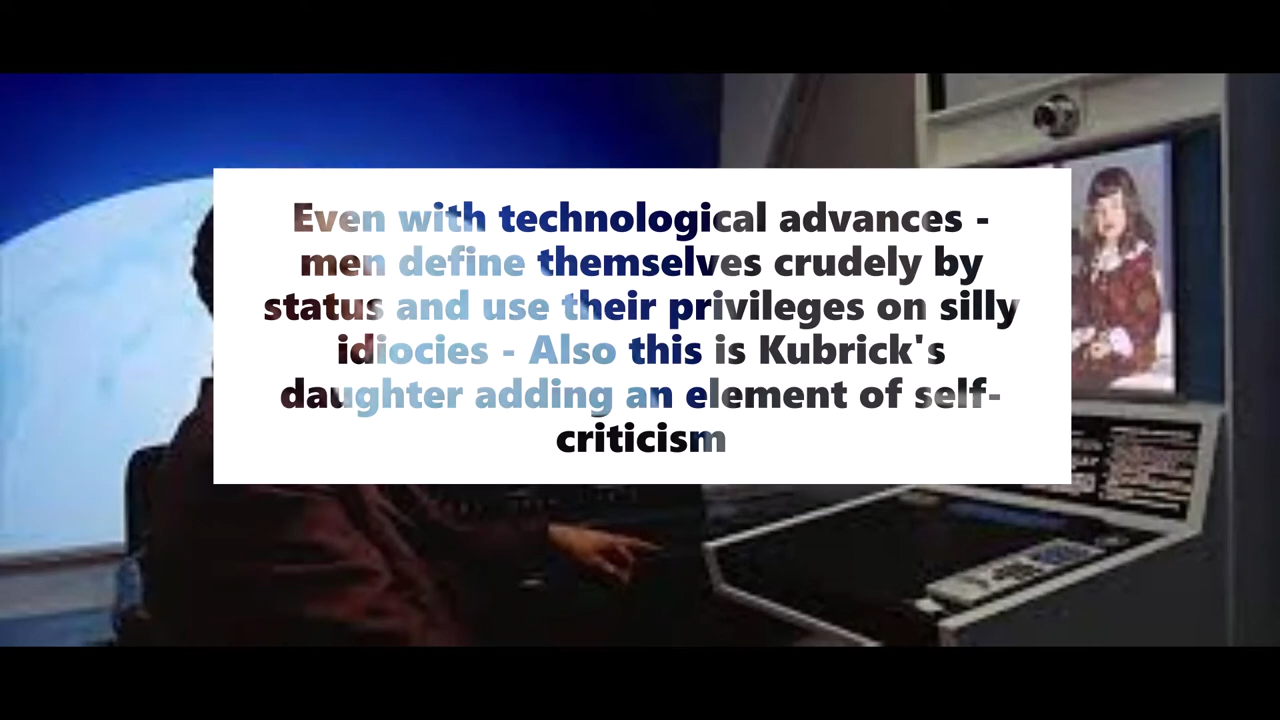 Even with technological advances -
men define themselves crudely by
status and use their privileges on silly
idiocies - Also this is Kubrick's
daughter adding an element of self-
criticism